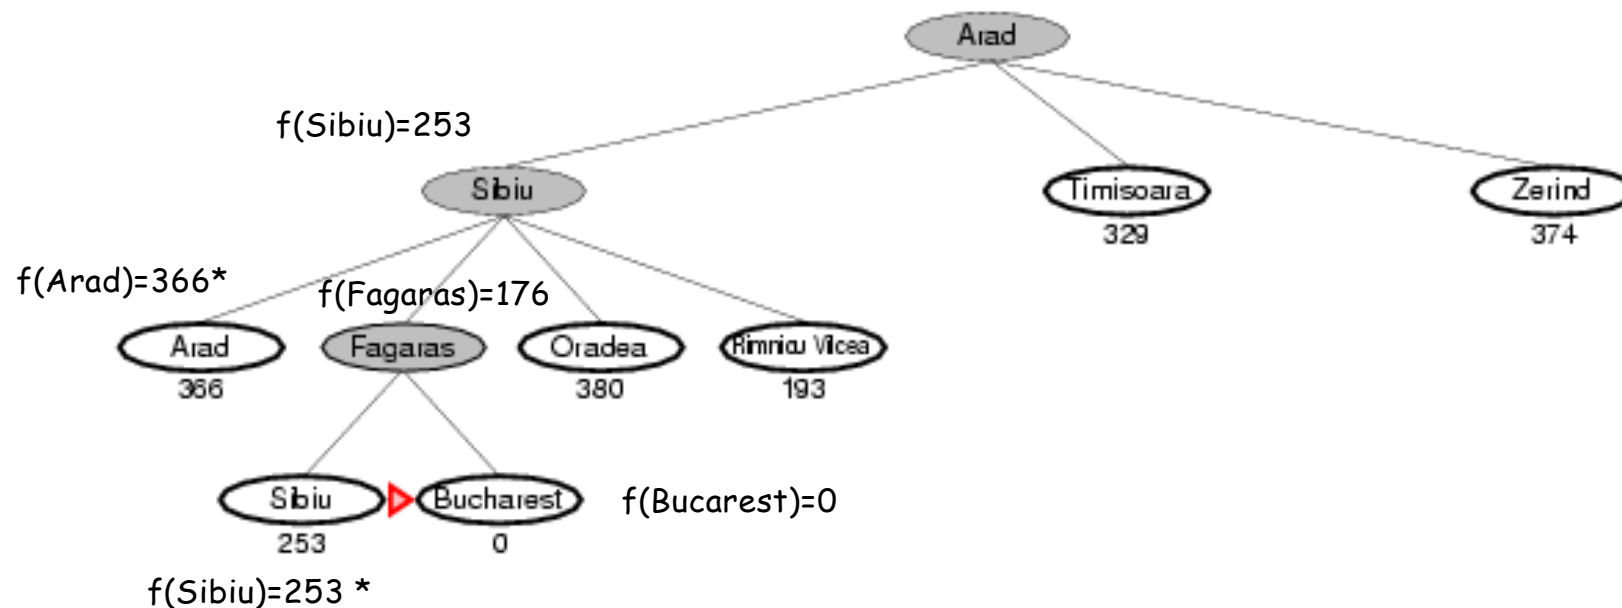 Arad
f(Sibiu)=253
Sibiu
Timisoara
329
Zerind
374
f(Arad)=366*
f(Fagaras)=176
Arad
366
Fagaras
Oradea
380
Rimnicu Vilcea
193
Sibiu
253
Bucharest
0
f(Bucarest)=0
f(Sibiu)=253 *